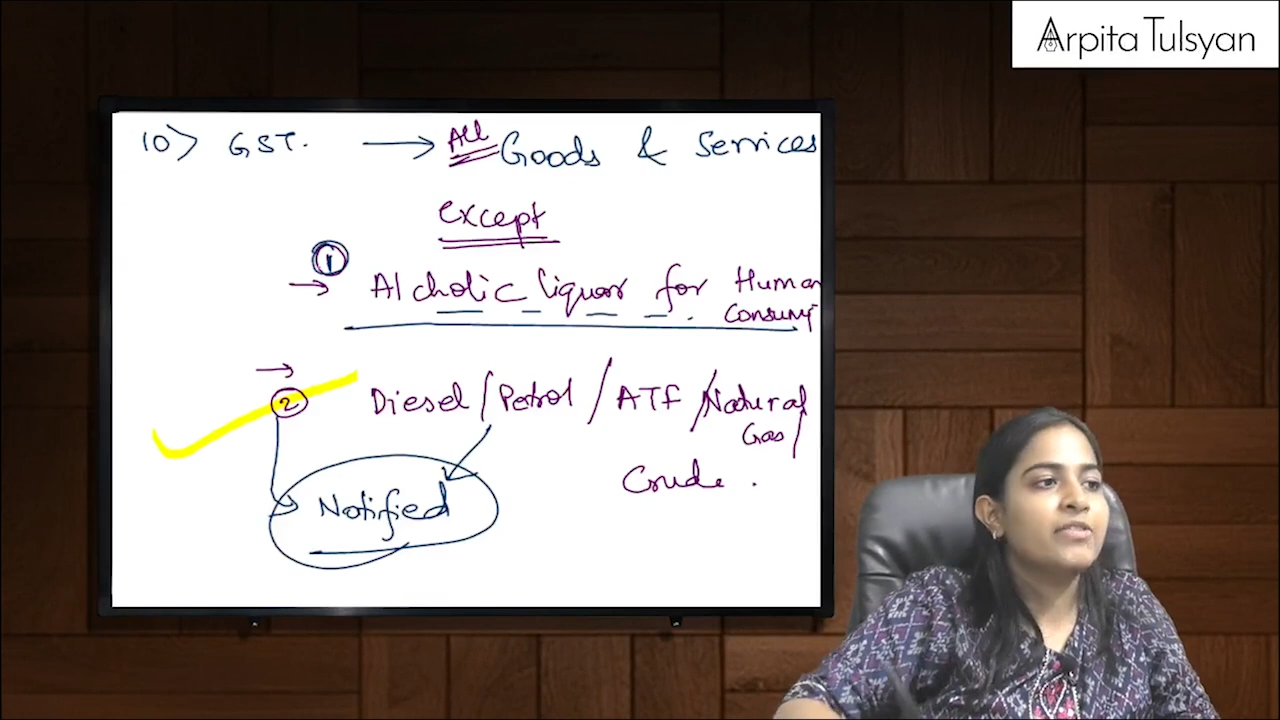 Arpita Tulsyan
10> GST. → ALL Goods & Services
except
1
→ Alcholic liquor for Human
Consump
→
2 Diesel / Petrol / ATF / Natural
Gas /
Crude .
Notified